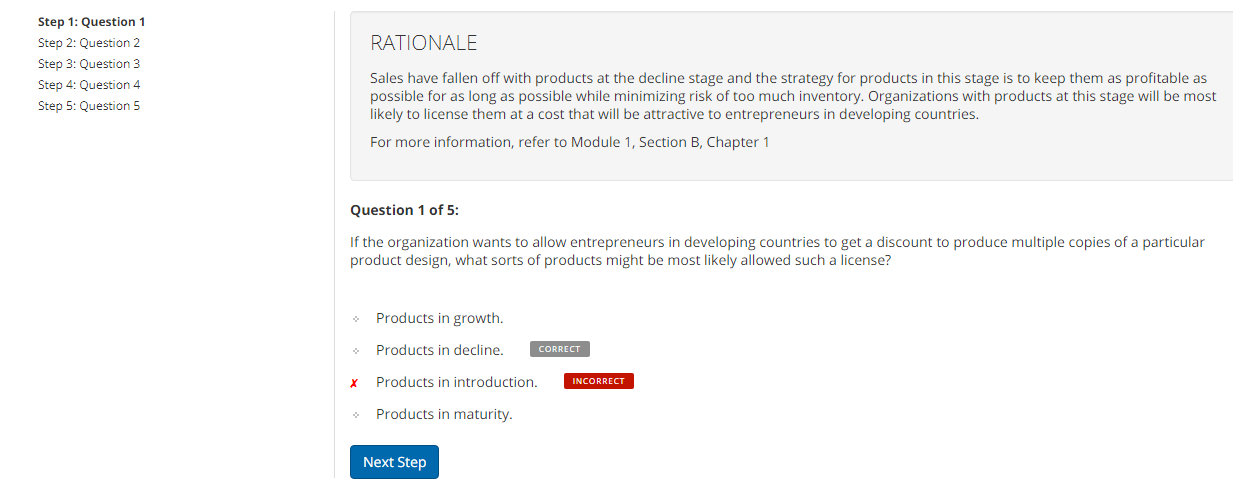 Step 1: Question 1
Step 2: Question 2
Step 3: Question 3
Step 4: Question 4
Step 5: Question 5
RATIONALE
Sales have fallen off with products at the decline stage and the strategy for products in this stage is to keep them as profitable as
possible for as long as possible while minimizing risk of too much inventory. Organizations with products at this stage will be most
likely to license them at a cost that will be attractive to entrepreneurs in developing countries.
For more information, refer to Module 1, Section B, Chapter 1
Question 1 of 5:
If the organization wants to allow entrepreneurs in developing countries to get a discount to produce multiple copies of a particular
product design, what sorts of products might be most likely allowed such a license?
Products in growth.
Products in decline. CORRECT
✗ Products in introduction. INCORRECT
Products in maturity.
Next Step